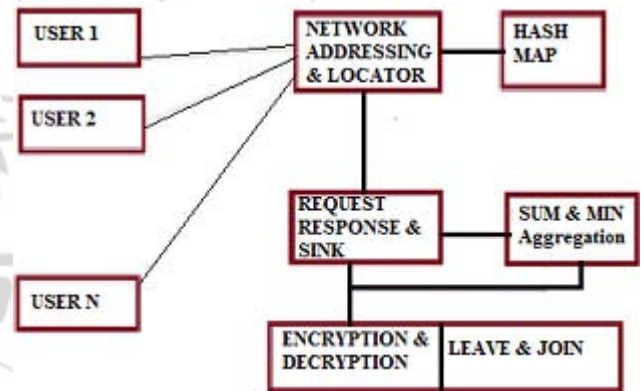 USER 1
NETWORK
ADDRESSING
& LOCATOR
HASH
MAP
USER 2
REQUEST
RESPONSE &
SINK
SUM & MIN
Aggregation
USER N
ENCRYPTION &
DECRYPTION
LEAVE & JOIN